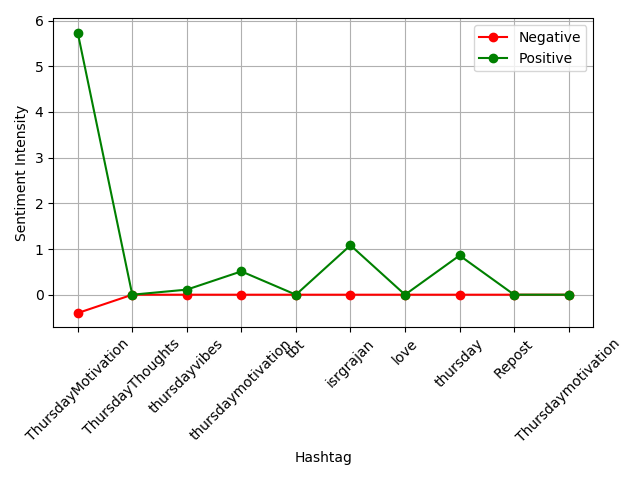 6
5
4
3
2
1
0
Sentiment Intensity
Negative
Positive
ThursdayMotivation
ThursdayThoughts
thursdayvibes
thursdaymotivation
tbt
isrgrajan
love
thursday
Repost
Thursdaymotivation
Hashtag